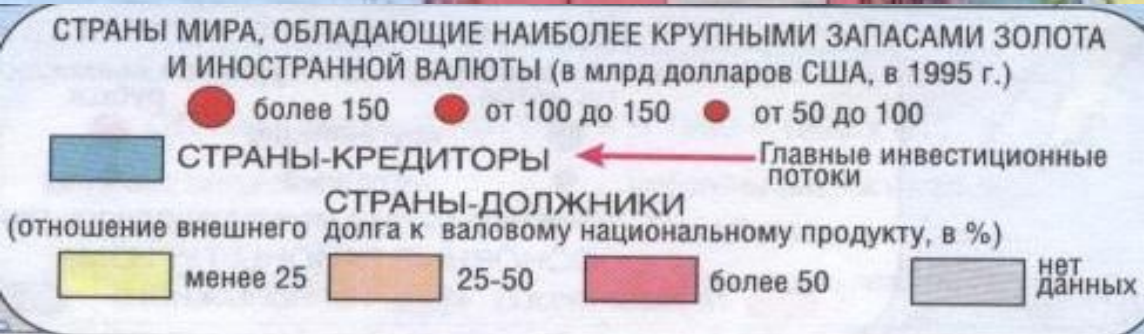 СТРАНЫ МИРА, ОБЛАДАЮЩИЕ НАИБОЛЕЕ КРУПНЫМИ ЗАПАСАМИ ЗОЛОТА
И ИНОСТРАННОЙ ВАЛЮТЫ (в млрд долларов США, в 1995 г.)
более 150 от 100 до 150 от 50 до 100
СТРАНЫ-КРЕДИТОРЫ Главные инвестиционные
потоки
СТРАНЫ-ДОЛЖНИКИ
(отношение внешнего долга к валовому национальному продукту, в %)
менее 25 25-50 более 50 нет
данных